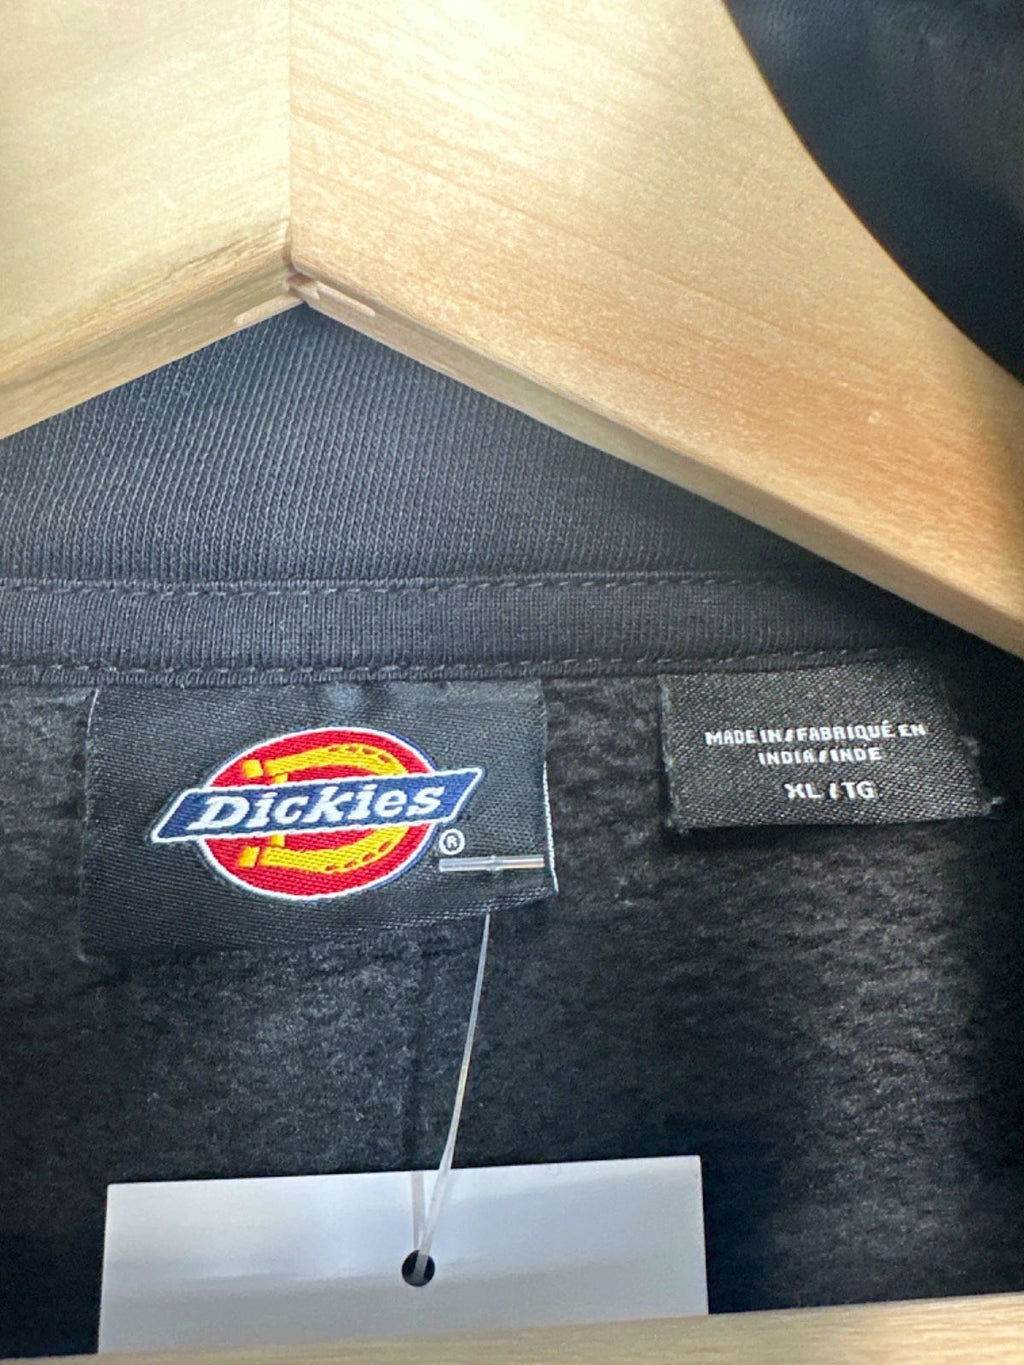 Dickies
®
MADE IN/FABRIQUÉ EN
INDIA/INDE
XL/TG